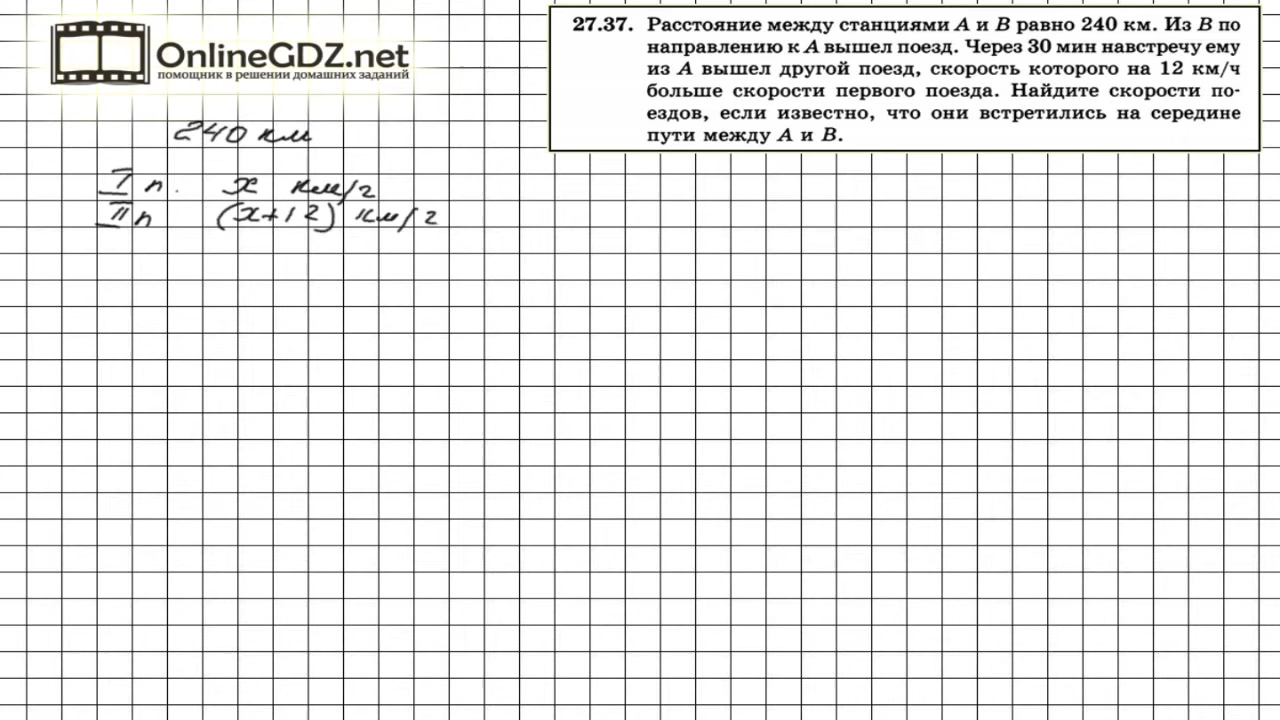 OnlineGDZ.net
помощник в решении домашних заданий
27.37. Расстояние между станциями A и B равно 240 км. Из B по
направлению к A вышел поезд. Через 30 мин навстречу ему
из A вышел другой поезд, скорость которого на 12 км/ч
больше скорости первого поезда. Найдите скорости по-
ездов, если известно, что они встретились на середине
пути между A и B.
240 км
I п. x км/ч
II п (x+12) км/ч